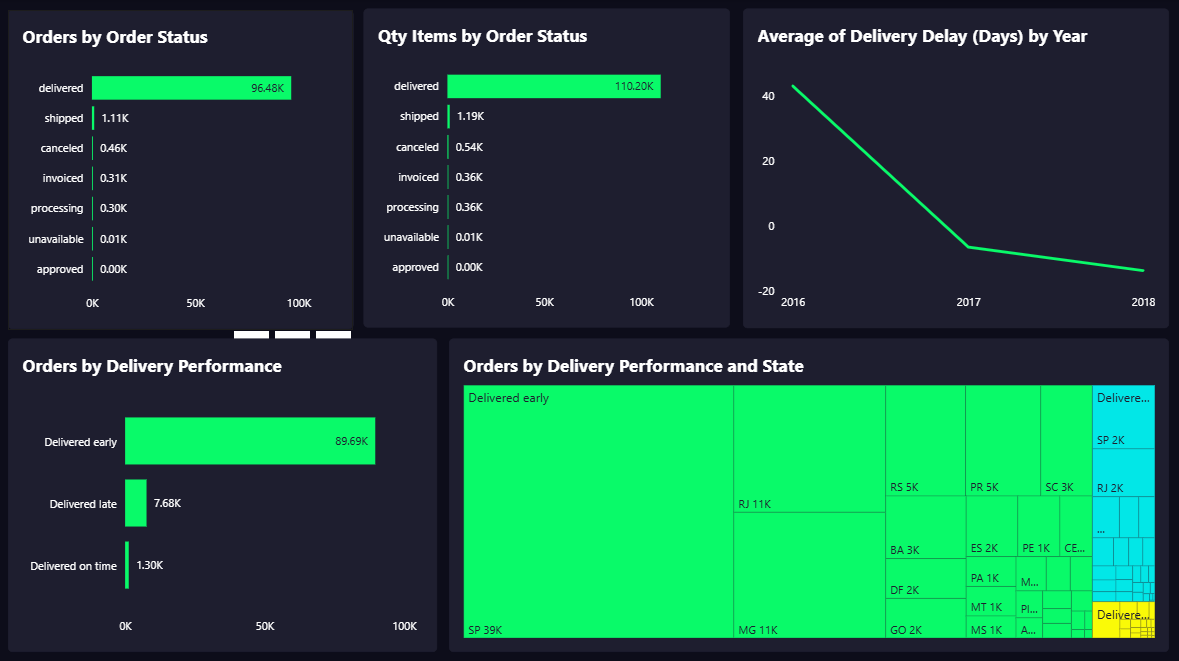 Orders by Order Status
delivered 96.48K
shipped 1.11K
canceled 0.46K
invoiced 0.31K
processing 0.30K
unavailable 0.01K
approved 0.00K
0K 50K 100K
Qty Items by Order Status
delivered 110.20K
shipped 1.19K
canceled 0.54K
invoiced 0.36K
processing 0.36K
unavailable 0.01K
approved 0.00K
0K 50K 100K
Average of Delivery Delay (Days) by Year
40
20
0
-20
2016 2017 2018
Orders by Delivery Performance
Delivered early 89.69K
Delivered late 7.68K
Delivered on time 1.30K
0K 50K 100K
Orders by Delivery Performance and State
Delivered early
SP 39K
RJ 11K
MG 11K
RS 5K
PR 5K
SC 3K
BA 3K
DF 2K
GO 2K
ES 2K
PE 1K
CE...
PA 1K
MT 1K
MS 1K
M...
PI...
A...
Delivere...
SP 2K
RJ 2K
...
Delivere...